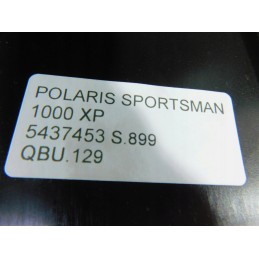 POLARIS SPORTSMAN
1000 XP
5437453 S.899
QBU.129